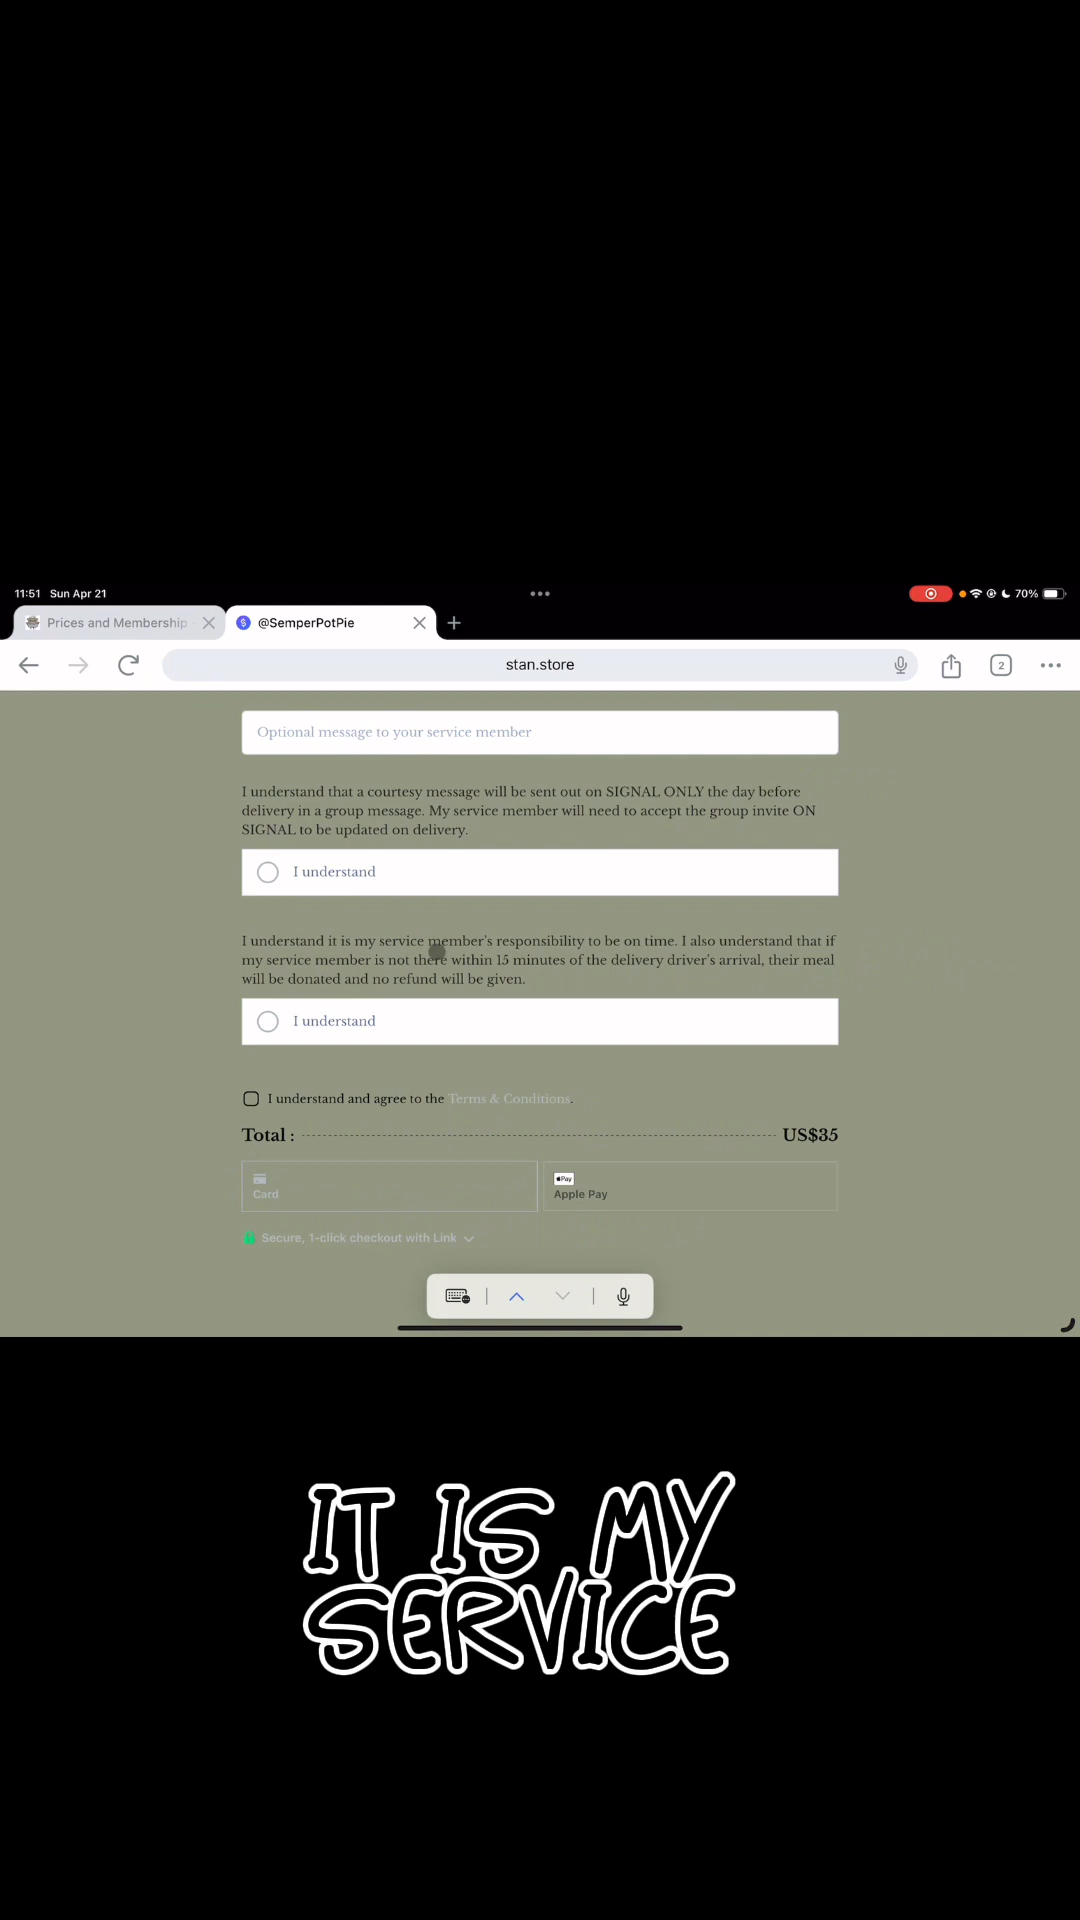 11:51 Sun Apr 21
70%
Prices and Membership
@SemperPotPie
stan.store
2
Optional message to your service member
I understand that a courtesy message will be sent out on SIGNAL ONLY the day before
delivery in a group message. My service member will need to accept the group invite ON
SIGNAL to be updated on delivery.
I understand
I understand it is my service member's responsibility to be on time. I also understand that if
my service member is not there within 15 minutes of the delivery driver's arrival, their meal
will be donated and no refund will be given.
I understand
I understand and agree to the Terms & Conditions.
Total : US$35
Card
Pay
Apple Pay
Secure, 1-click checkout with Link
IT IS MY
SERVICE